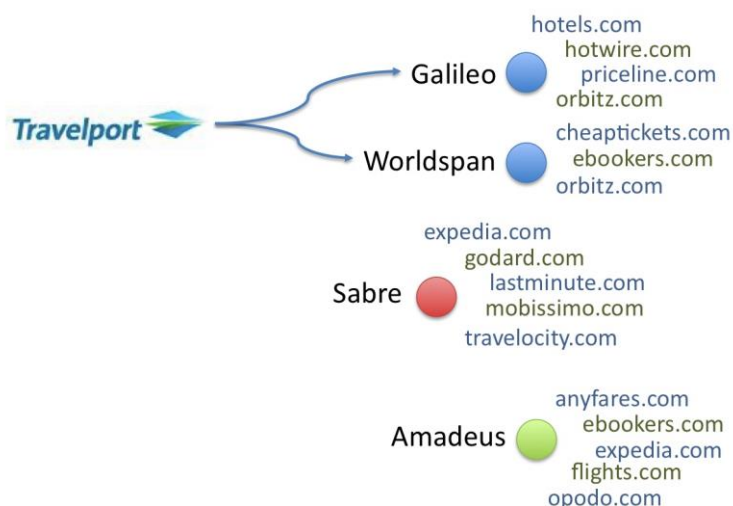 hotels.com
hotwire.com
Galileo
priceline.com
orbitz.com
Travelport
cheaptickets.com
Worldspan
ebookers.com
orbitz.com
expedia.com
godard.com
lastminute.com
Sabre
mobissimo.com
travelocity.com
anyfares.com
ebookers.com
Amadeus
expedia.com
flights.com
opodo.com